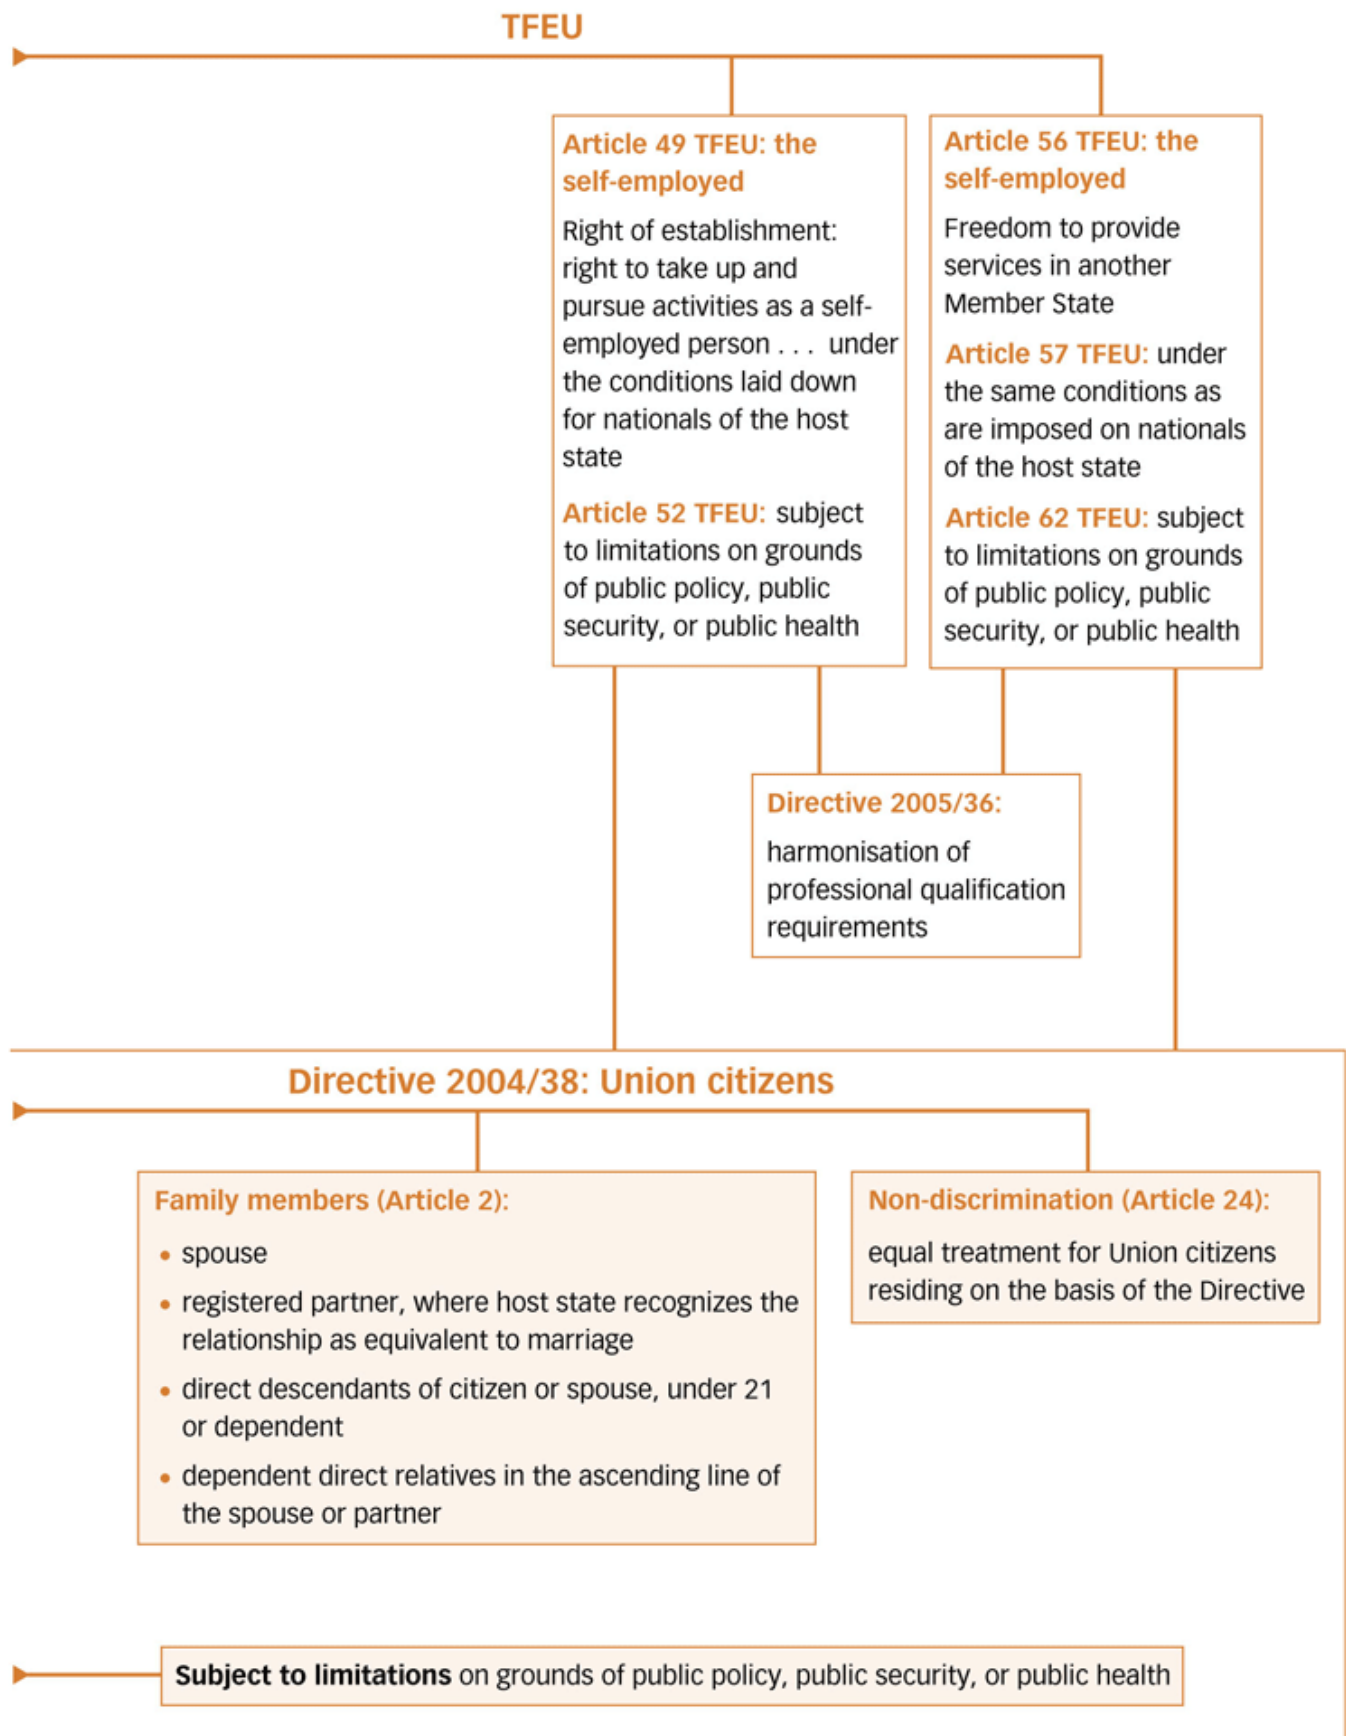 TFEU
Article 49 TFEU: the
self-employed
Right of establishment:
right to take up and
pursue activities as a self-
employed person . . . under
the conditions laid down
for nationals of the host
state
Article 52 TFEU: subject
to limitations on grounds
of public policy, public
security, or public health
Article 56 TFEU: the
self-employed
Freedom to provide
services in another
Member State
Article 57 TFEU: under
the same conditions as
are imposed on nationals
of the host state
Article 62 TFEU: subject
to limitations on grounds
of public policy, public
security, or public health
Directive 2005/36:
harmonisation of
professional qualification
requirements
Directive 2004/38: Union citizens
Family members (Article 2):
• spouse
• registered partner, where host state recognizes the
relationship as equivalent to marriage
• direct descendants of citizen or spouse, under 21
or dependent
• dependent direct relatives in the ascending line of
the spouse or partner
Non-discrimination (Article 24):
equal treatment for Union citizens
residing on the basis of the Directive
Subject to limitations on grounds of public policy, public security, or public health